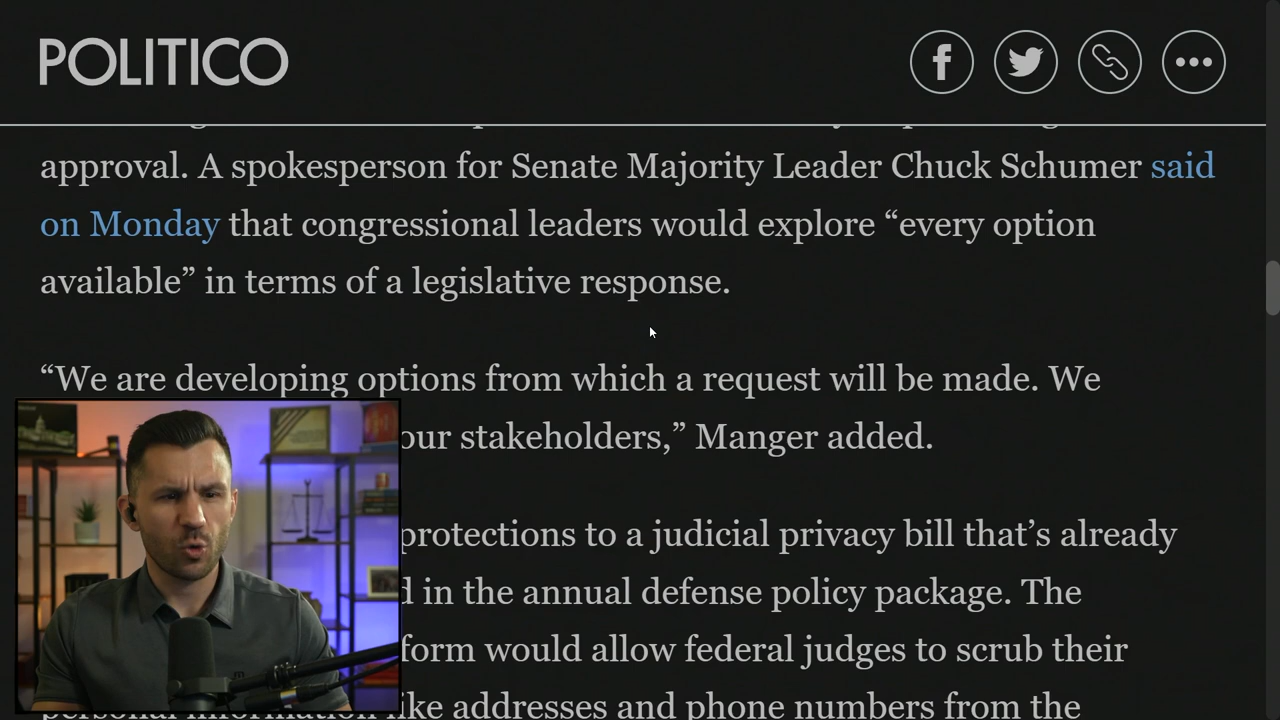 POLITICO
approval. A spokesperson for Senate Majority Leader Chuck Schumer said
on Monday that congressional leaders would explore “every option
available” in terms of a legislative response.
“We are developing options from which a request will be made. We
our stakeholders,” Manger added.
protections to a judicial privacy bill that’s already
d in the annual defense policy package. The
form would allow federal judges to scrub their
personal information like addresses and phone numbers from the